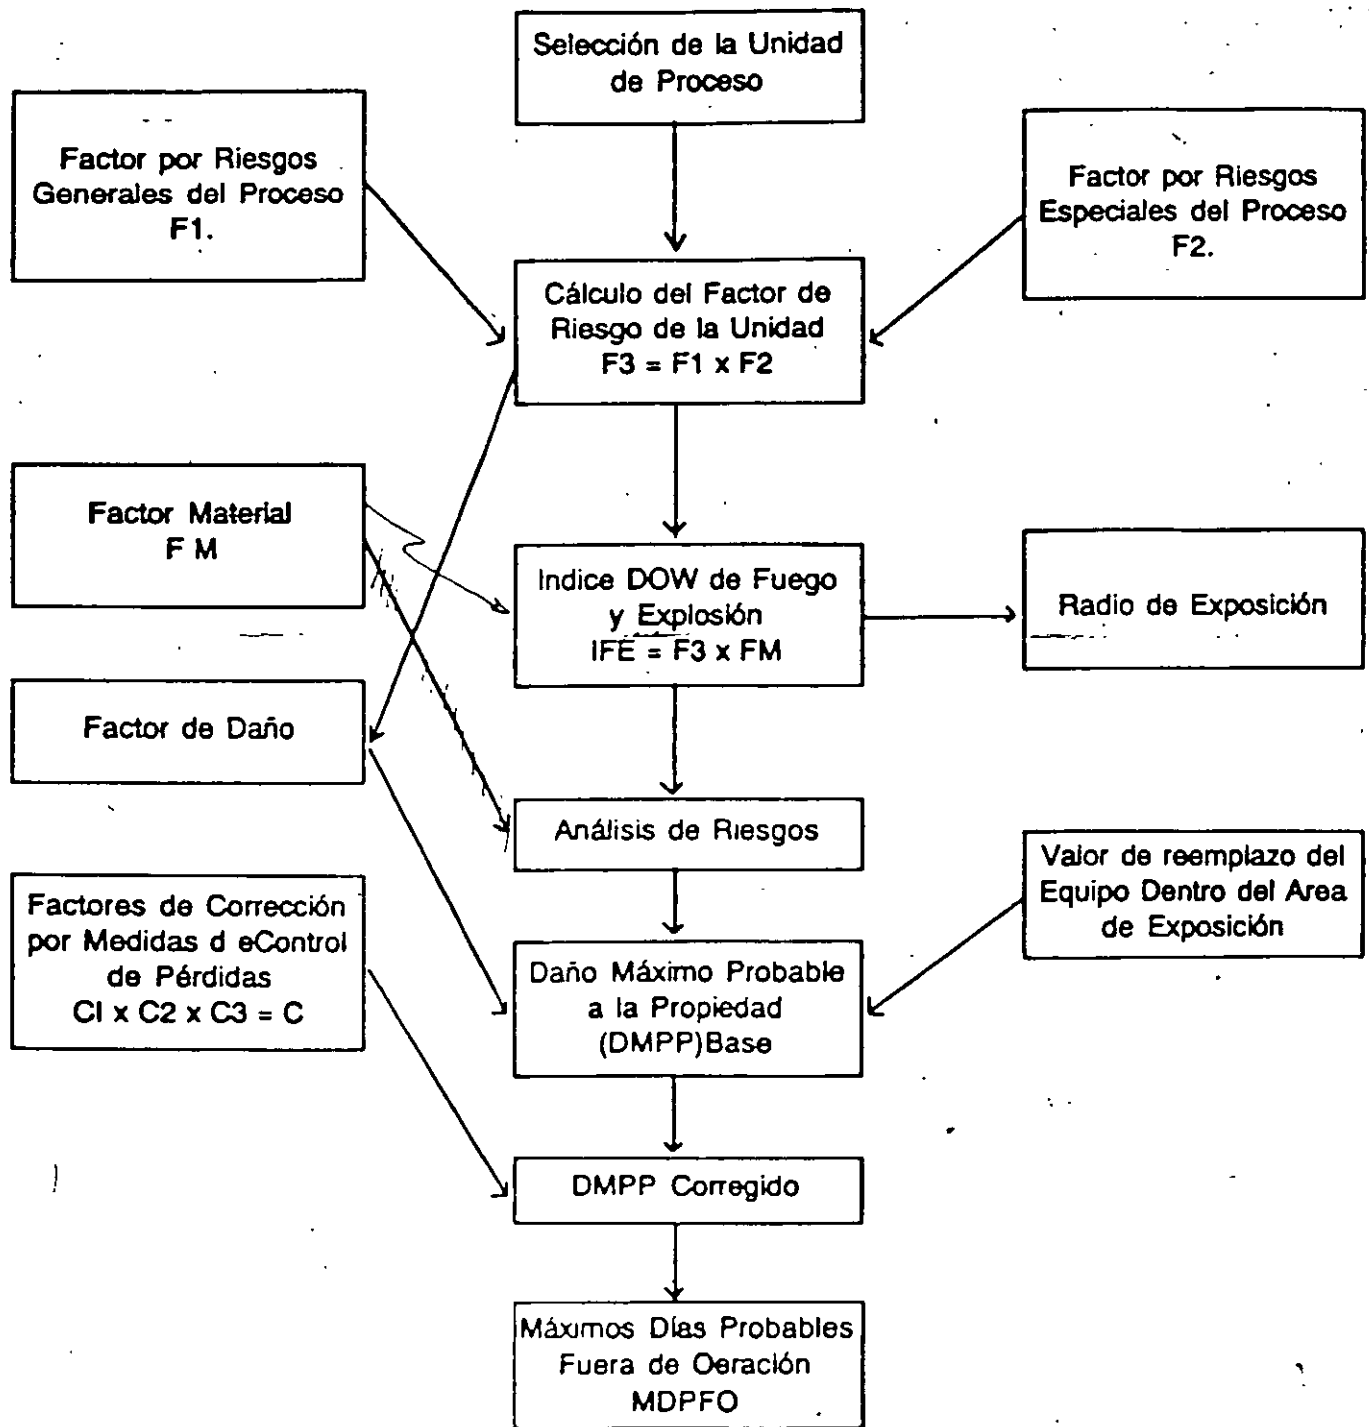 Selección de la Unidad
de Proceso
Factor por Riesgos
Generales del Proceso
F1.
Factor por Riesgos
Especiales del Proceso
F2.
Cálculo del Factor de
Riesgo de la Unidad
F3 = F1 x F2
Factor Material
F M
Indice DOW de Fuego
y Explosión
IFE = F3 x FM
Radio de Exposición
Factor de Daño
Análisis de Riesgos
Valor de reemplazo del
Equipo Dentro del Area
de Exposición
Factores de Corrección
por Medidas d eControl
de Pérdidas
CI x C2 x C3 = C
Daño Máximo Probable
a la Propiedad
(DMPP)Base
DMPP Corregido
Máximos Días Probables
Fuera de Oeración
MDPFO